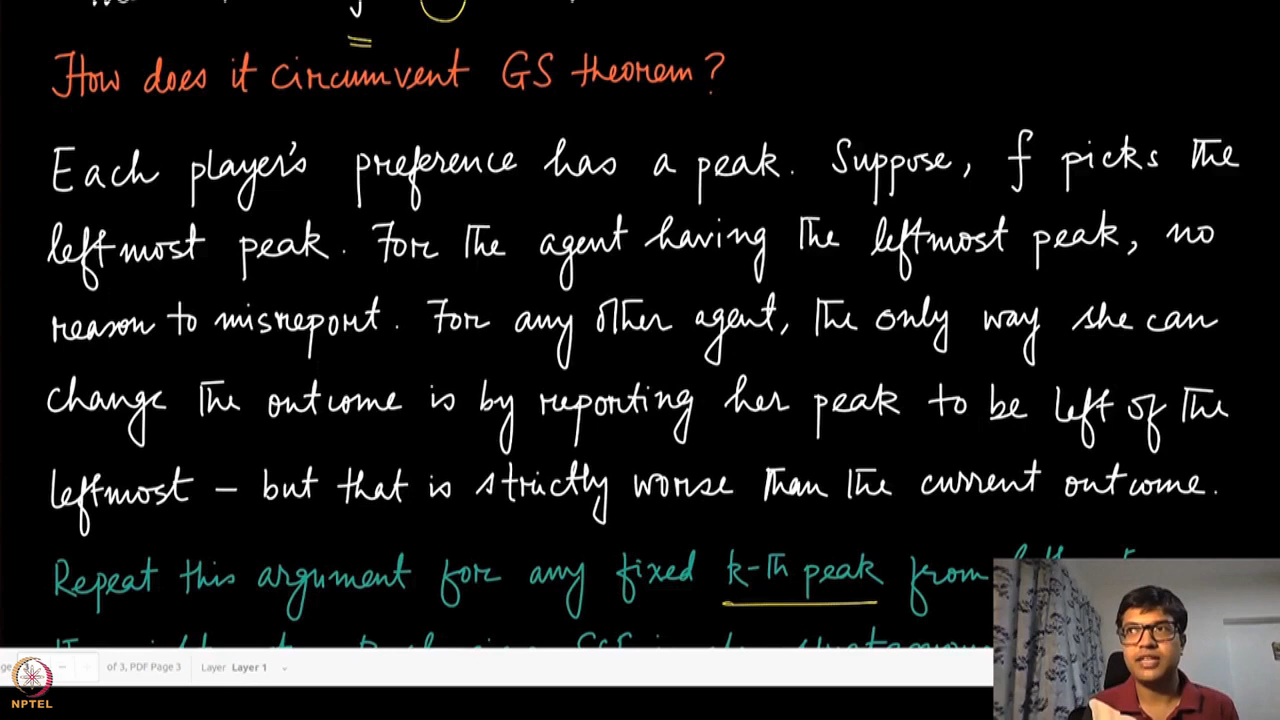 How does it circumvent GS theorem?
Each player's preference has a peak. Suppose, f picks the
leftmost peak. For the agent having the leftmost peak, no
reason to misreport. For any other agent, the only way she can
change the outcome is by reporting her peak to be left of the
leftmost – but that is strictly worse than the current outcome.
Repeat this argument for any fixed k-th peak from
of 3, PDF Page 3 Layer Layer 1
NPTEL